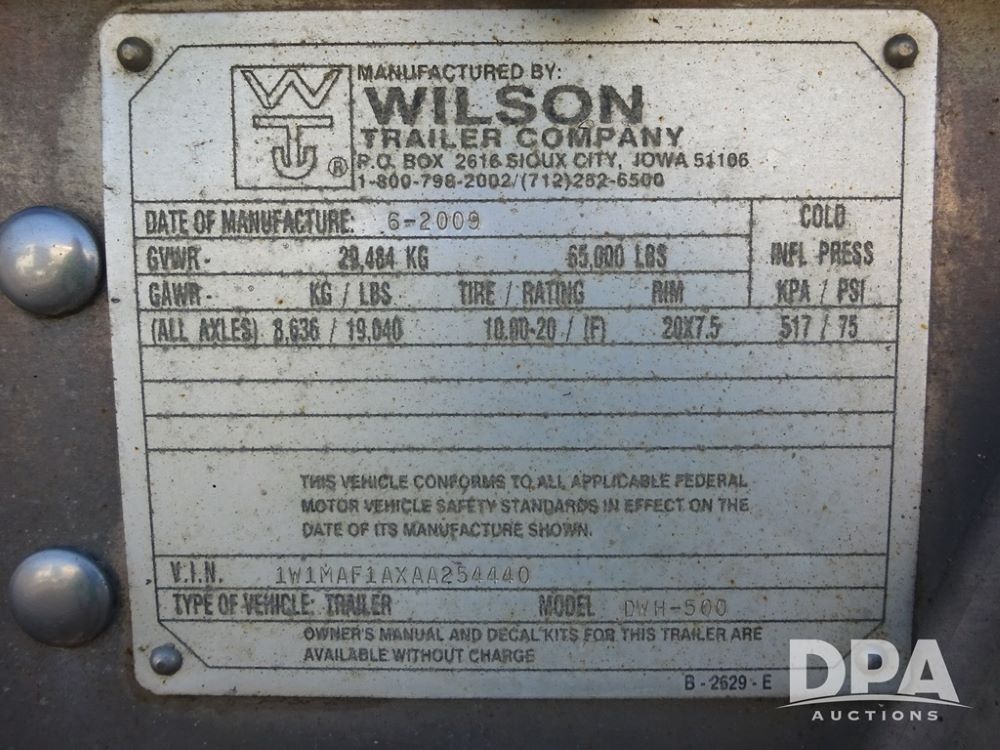 W
T
®
MANUFACTURED BY:
WILSON
TRAILER COMPANY
P.O. BOX 2616 SIOUX CITY, IOWA 51106
1-800-798-2002/(712)252-6500
DATE OF MANUFACTURE: 6-2009
GVWR - 29,484 KG 65,000 LBS
COLD
INFL PRESS
GAWR - KG / LBS TIRE / RATING RIM KPA / PSI
(ALL AXLES) 8,636 / 19,040 10.00-20 / (F) 20X7.5 517 / 75
THIS VEHICLE CONFORMS TO ALL APPLICABLE FEDERAL
MOTOR VEHICLE SAFETY STANDARDS IN EFFECT ON THE
DATE OF ITS MANUFACTURE SHOWN.
V.I.N. 1W1MAF1AXAA254440
TYPE OF VEHICLE: TRAILER MODEL DWH-500
OWNER'S MANUAL AND DECAL KITS FOR THIS TRAILER ARE
AVAILABLE WITHOUT CHARGE
B - 2629 - E
DPA
AUCTIONS